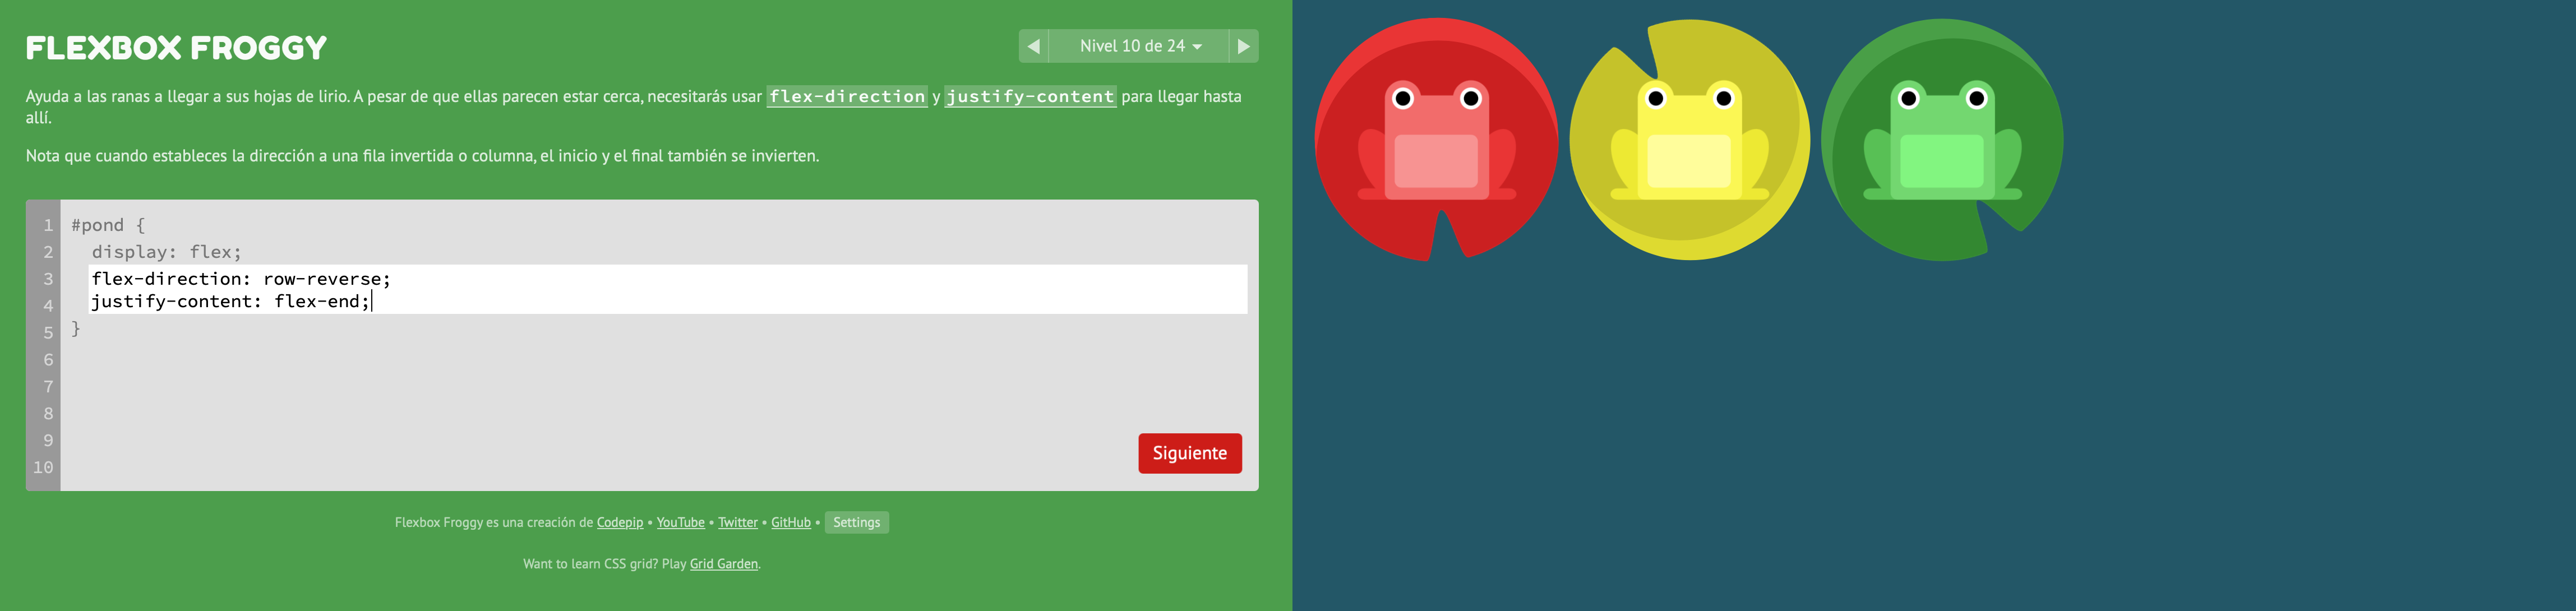 FLEXBOX FROGGY
Nivel 10 de 24
Ayuda a las ranas a llegar a sus hojas de lirio. A pesar de que ellas parecen estar cerca, necesitarás usar flex-direction y justify-content para llegar hasta
allí.
Nota que cuando estableces la dirección a una fila invertida o columna, el inicio y el final también se invierten.
1 #pond {
2 display: flex;
3 flex-direction: row-reverse;
4 justify-content: flex-end;
5 }
6
7
8
9
10
Siguiente
Flexbox Froggy es una creación de Codepip • YouTube • Twitter • GitHub • Settings
Want to learn CSS grid? Play Grid Garden.